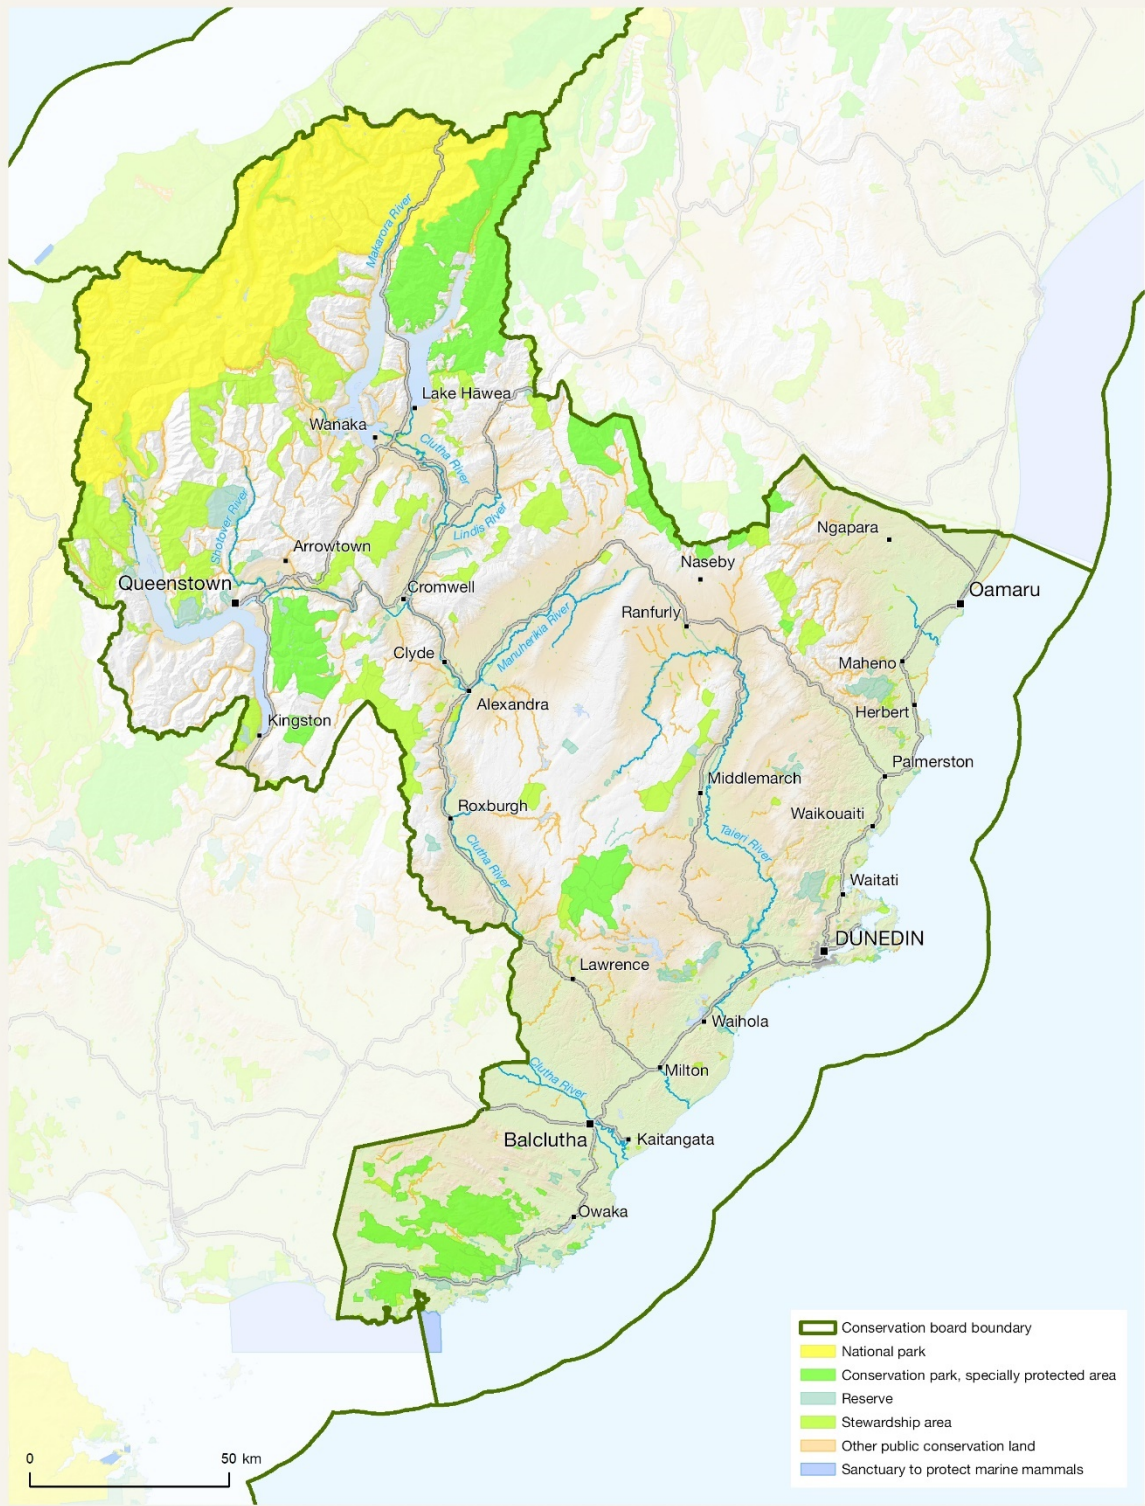 Makarora River
Lake Hāwea
Wanaka
Clutha River
Lindis River
Shotover River
Ngapara
Arrowtown
Naseby
Queenstown
Cromwell
Oamaru
Ranfurly
Manuherikia River
Clyde
Maheno
Alexandra
Herbert
Kingston
Palmerston
Middlemarch
Roxburgh
Waikouaiti
Taieri River
Clutha River
Waitati
DUNEDIN
Lawrence
Waihola
Clutha River
Milton
Balclutha
Kaitangata
Owaka
Conservation board boundary
National park
Conservation park, specially protected area
Reserve
Stewardship area
Other public conservation land
Sanctuary to protect marine mammals
0 50 km